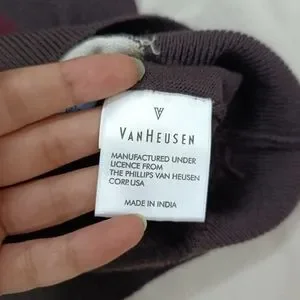 VANHEUSEN
MANUFACTURED UNDER
LICENCE FROM
THE PHILLIPS VAN HEUSEN
CORP. USA
MADE IN INDIA